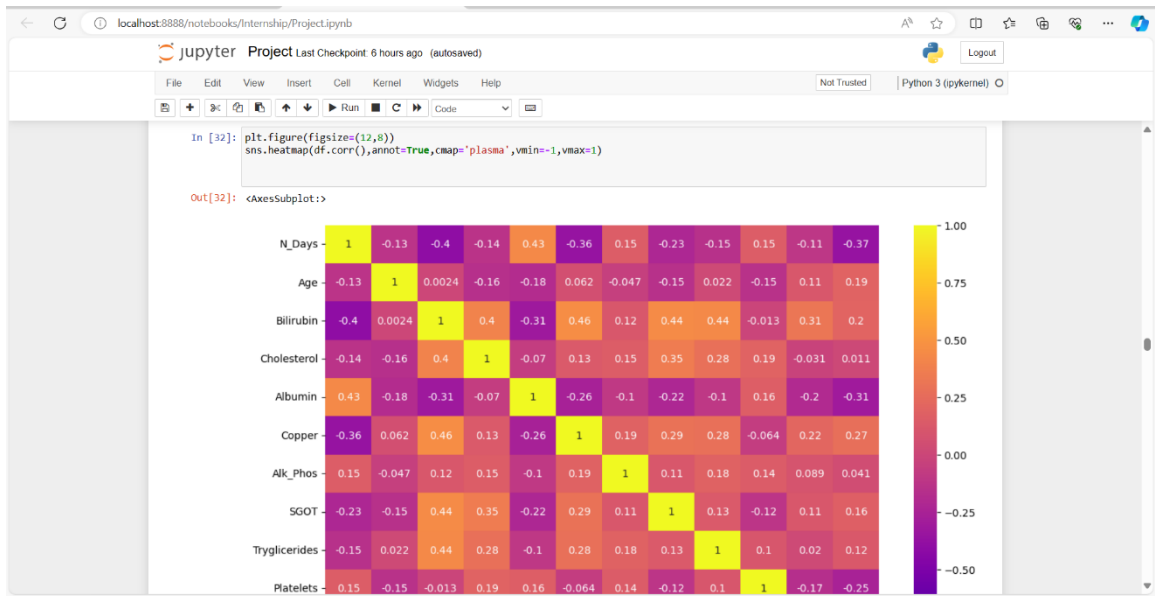 localhost:8888/notebooks/Internship/Project.ipynb
jupyter Project Last Checkpoint: 6 hours ago (autosaved)
Logout
File Edit View Insert Cell Kernel Widgets Help
Not Trusted Python 3 (ipykernel)
Run Code
In [32]: plt.figure(figsize=(12,8))
sns.heatmap(df.corr(),annot=True,cmap='plasma',vmin=-1,vmax=1)
Out[32]: <AxesSubplot:>
N_Days 1 -0.13 -0.4 -0.14 0.43 -0.36 0.15 -0.23 -0.15 0.15 -0.11 -0.37
Age -0.13 1 0.0024 -0.16 -0.18 0.062 -0.047 -0.15 0.022 -0.15 0.11 0.19
Bilirubin -0.4 0.0024 1 0.4 -0.31 0.46 0.12 0.44 0.44 -0.013 0.31 0.2
Cholesterol -0.14 -0.16 0.4 1 -0.07 0.13 0.15 0.35 0.28 0.19 -0.031 0.011
Albumin 0.43 -0.18 -0.31 -0.07 1 -0.26 -0.1 -0.22 -0.1 0.16 -0.2 -0.31
Copper -0.36 0.062 0.46 0.13 -0.26 1 0.19 0.29 0.28 -0.064 0.22 0.27
Alk_Phos 0.15 -0.047 0.12 0.15 -0.1 0.19 1 0.11 0.18 0.14 0.089 0.041
SGOT -0.23 -0.15 0.44 0.35 -0.22 0.29 0.11 1 0.13 -0.12 0.11 0.16
Tryglicerides -0.15 0.022 0.44 0.28 -0.1 0.28 0.18 0.13 1 0.1 0.02 0.12
Platelets 0.15 -0.15 -0.013 0.19 0.16 -0.064 0.14 -0.12 0.1 1 -0.17 -0.25
1.00
0.75
0.50
0.25
0.00
-0.25
-0.50